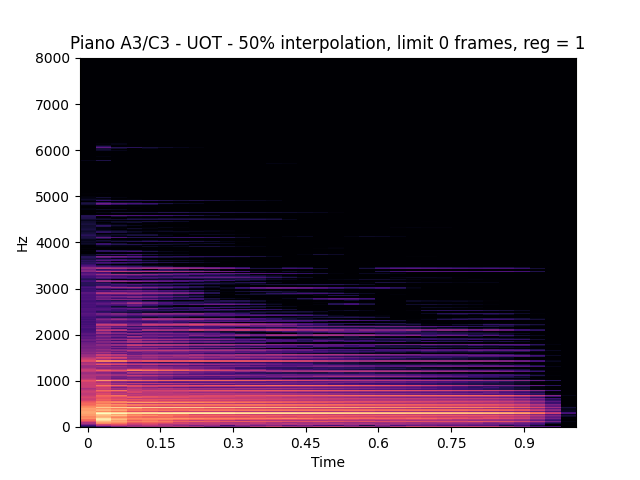 Piano A3/C3 - UOT - 50% interpolation, limit 0 frames, reg = 1
8000
7000
6000
5000
4000
3000
2000
1000
0
Hz
0 0.15 0.3 0.45 0.6 0.75 0.9
Time